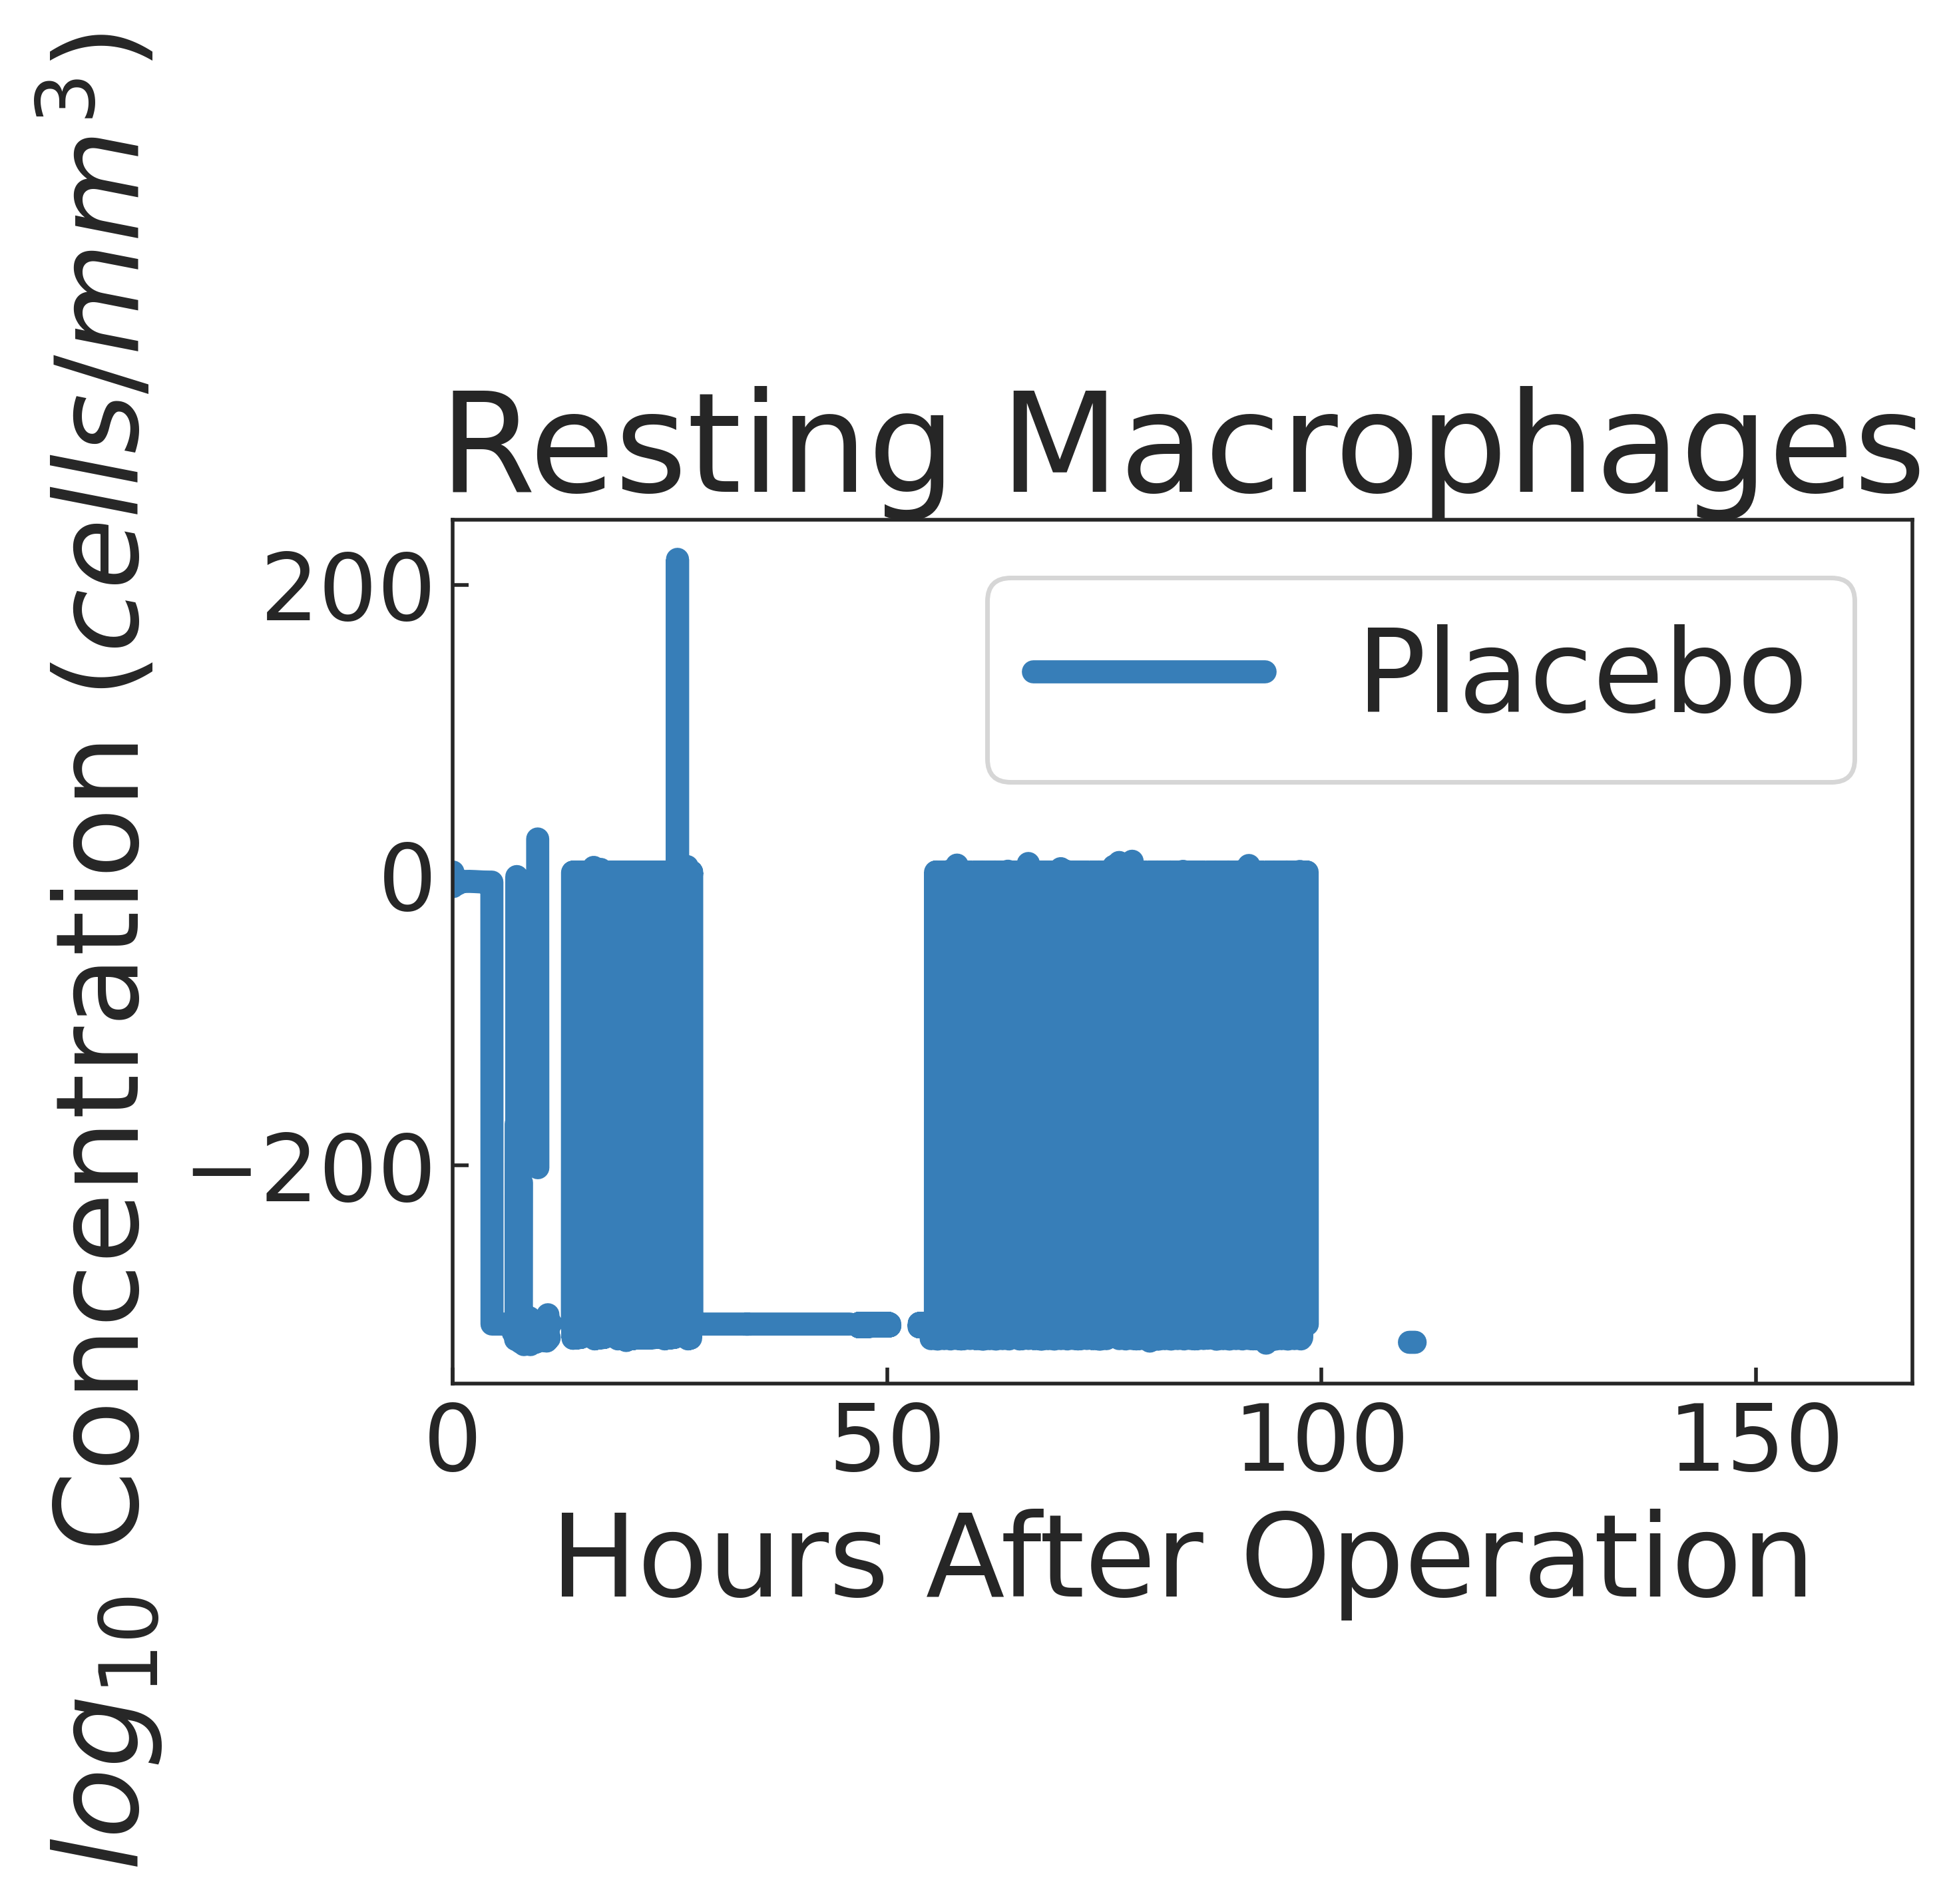 Resting Macrophages
log10 Concentration (cells/mm3)
200
0
−200
Placebo
0 50 100 150
Hours After Operation